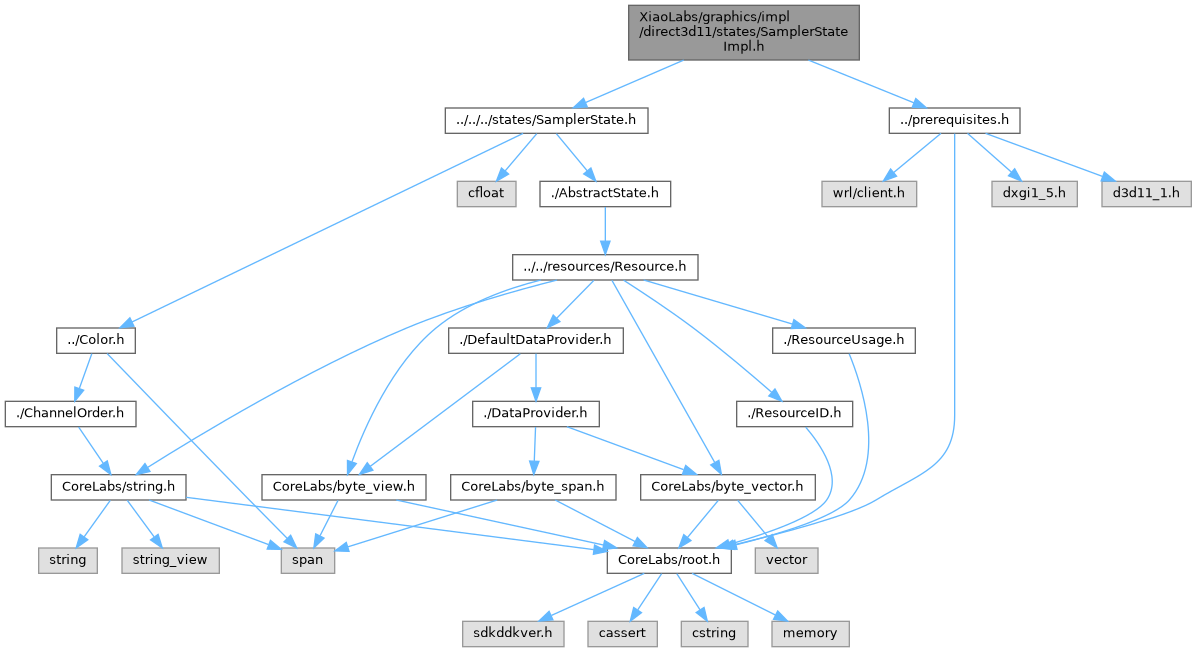 XiaoLabs/graphics/impl
/direct3d11/states/SamplerState
Impl.h
../../../states/SamplerState.h
../prerequisites.h
cfloat
./AbstractState.h
wrl/client.h
dxgi1_5.h
d3d11_1.h
../../resources/Resource.h
../Color.h
./DefaultDataProvider.h
./ResourceUsage.h
./ChannelOrder.h
./DataProvider.h
./ResourceID.h
CoreLabs/string.h
CoreLabs/byte_view.h
CoreLabs/byte_span.h
CoreLabs/byte_vector.h
string
string_view
span
CoreLabs/root.h
vector
sdkddkver.h
cassert
cstring
memory